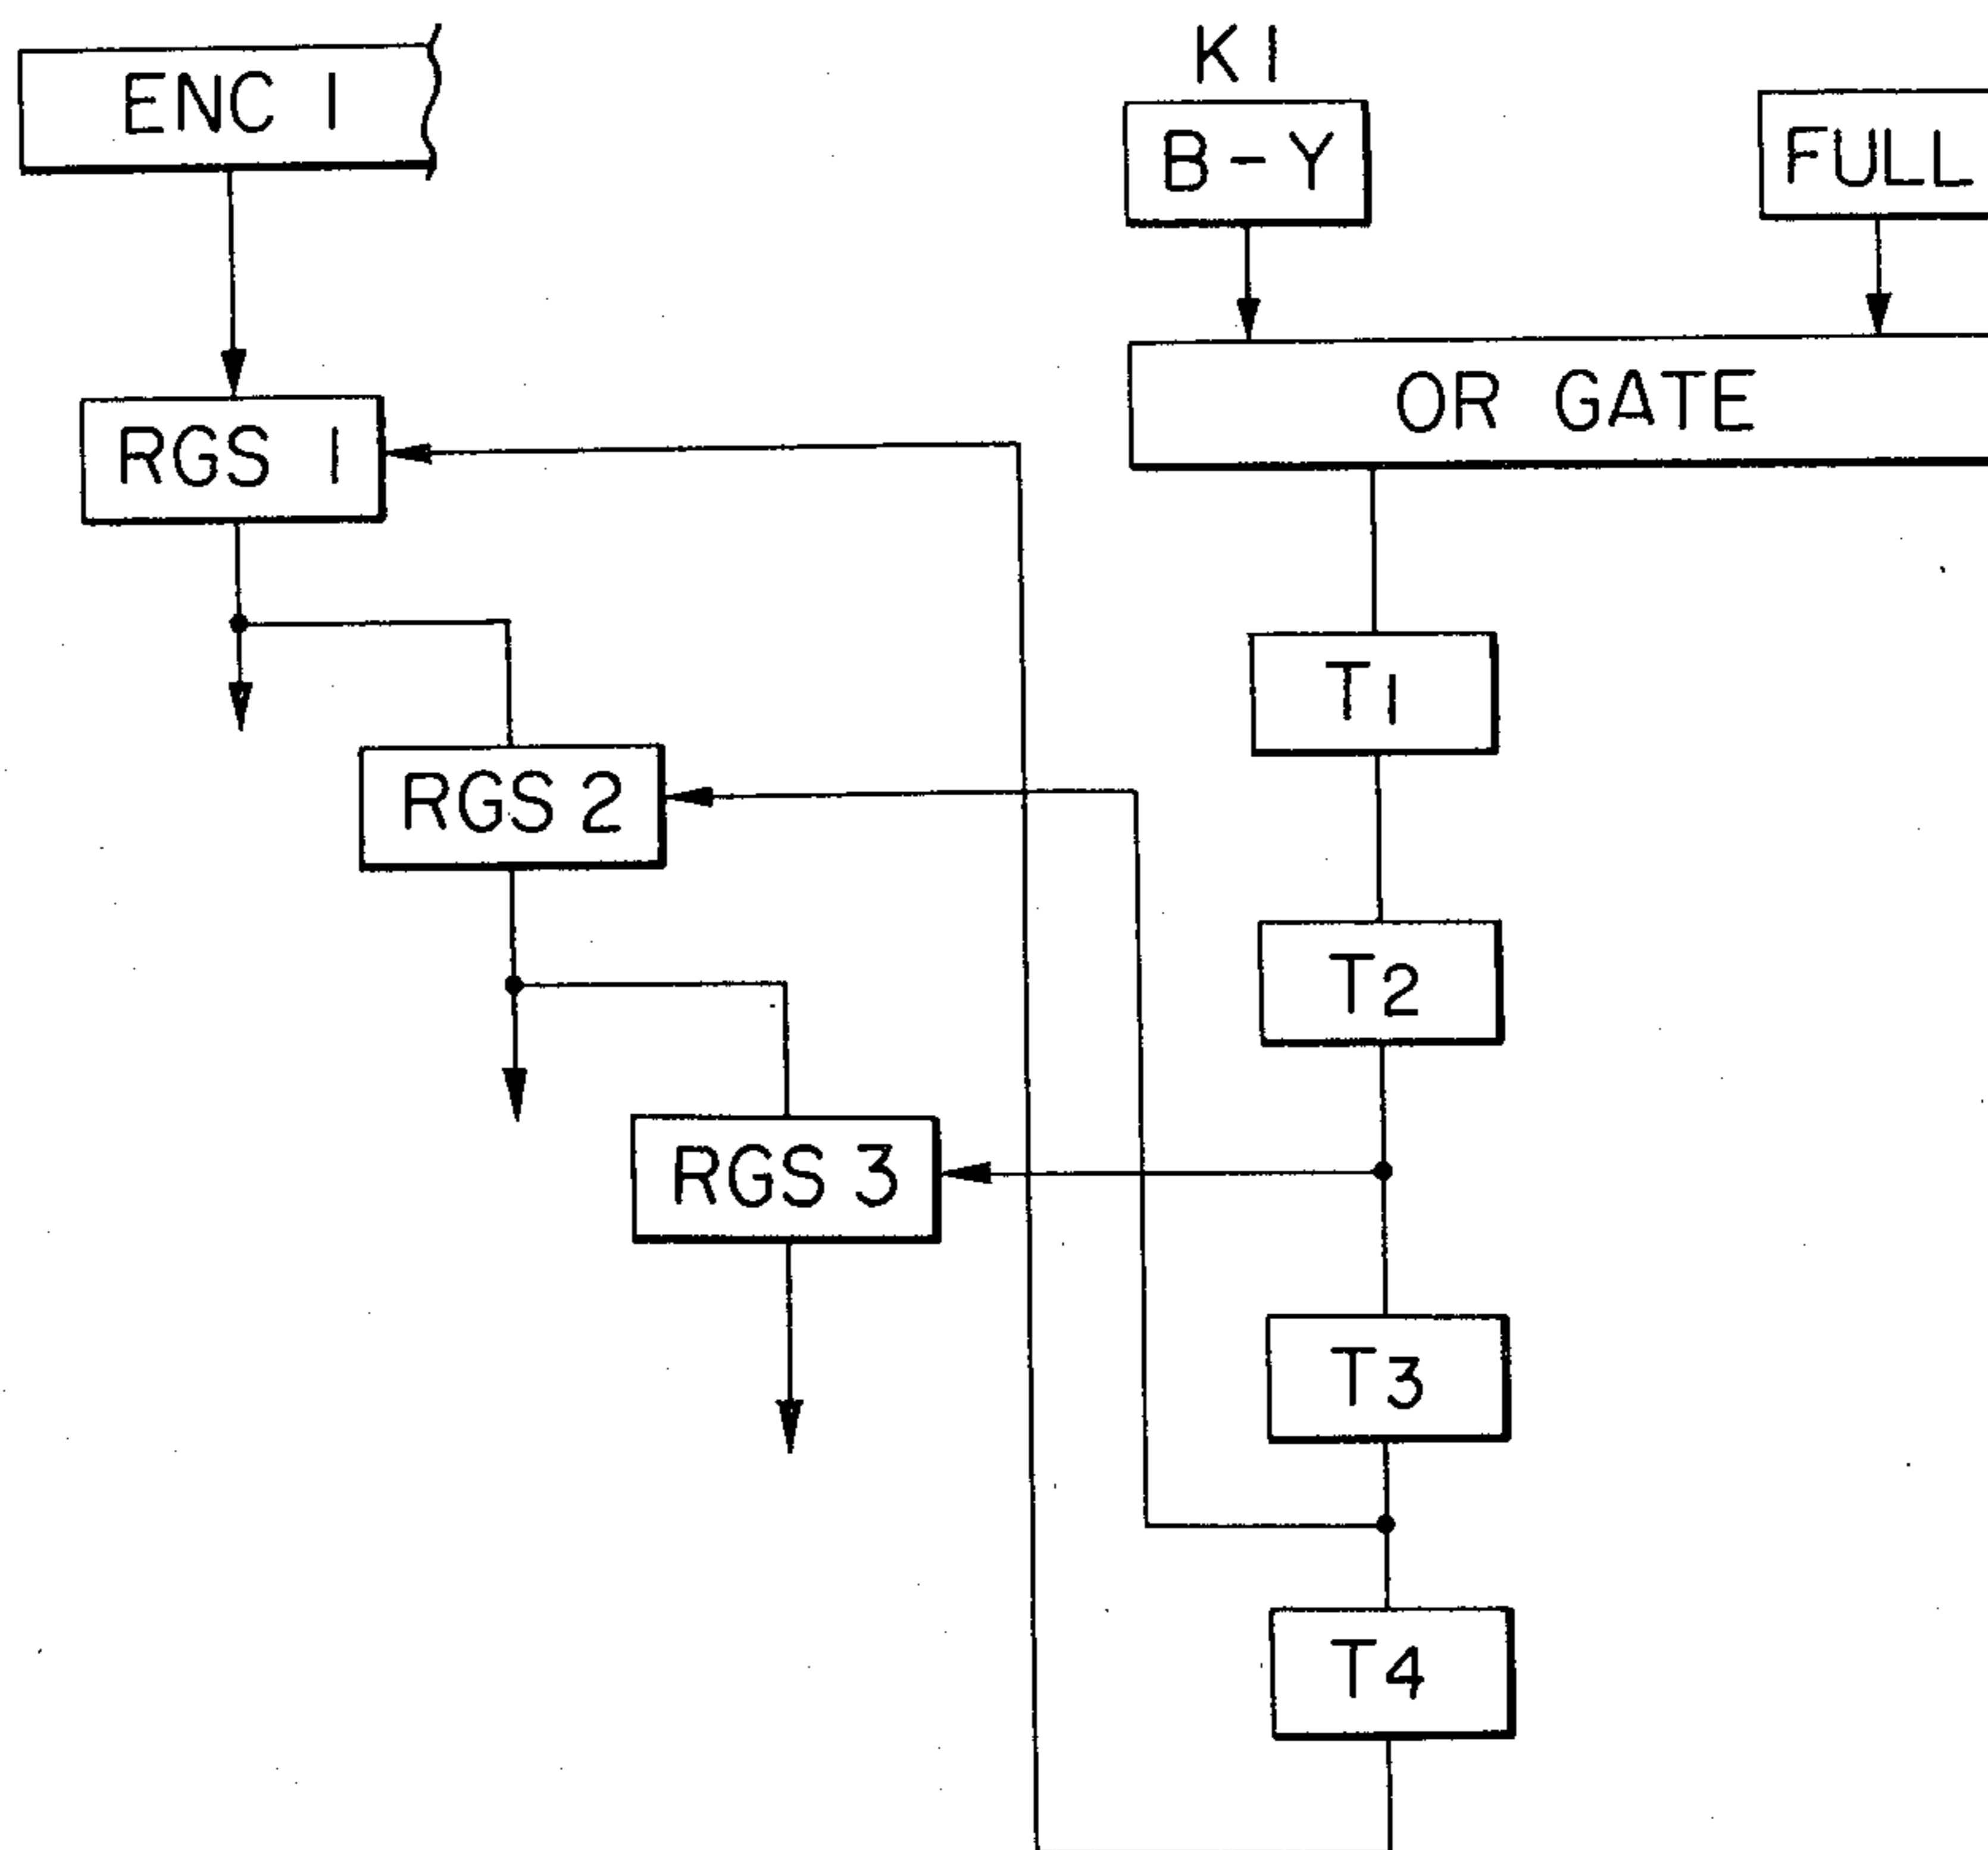 ENC 1
K1
B-Y
FULL
OR GATE
RGS 1
T1
RGS 2
T2
RGS 3
T3
T4